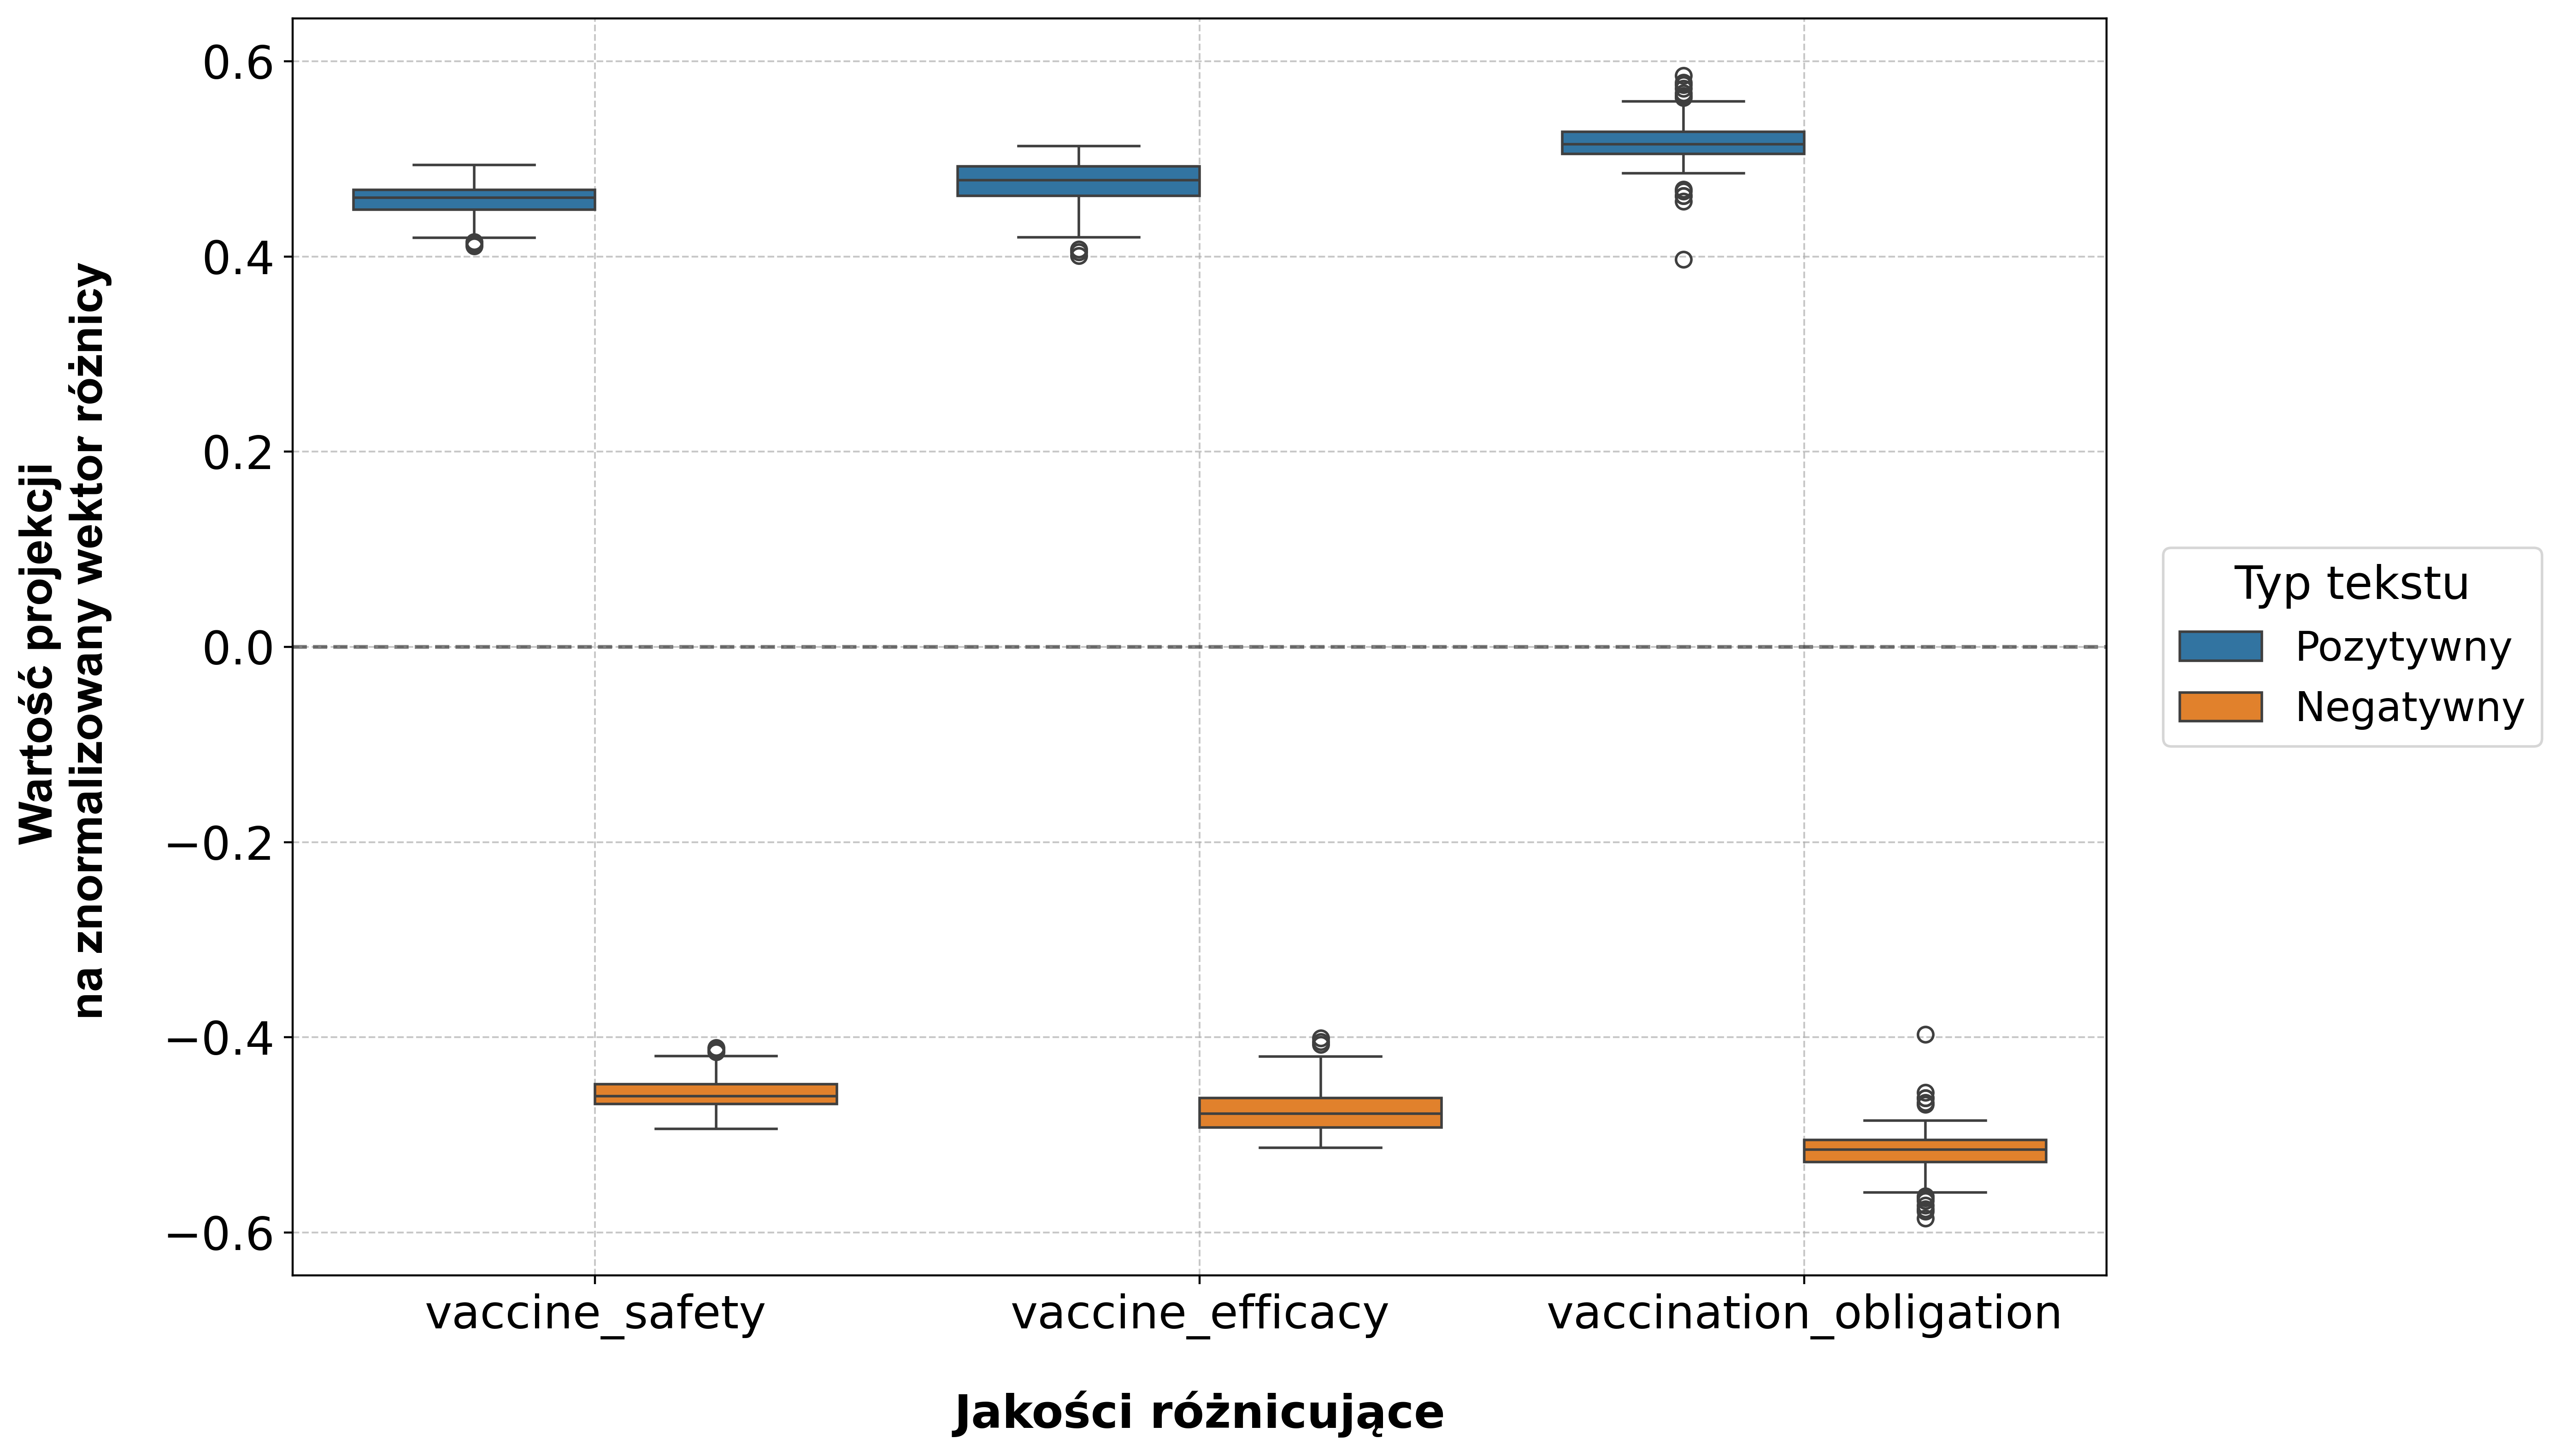 Wartość projekcji
na znormalizowany wektor różnicy
0.6
0.4
0.2
0.0
−0.2
−0.4
−0.6
vaccine_safety
vaccine_efficacy
vaccination_obligation
Jakości różnicujące
Typ tekstu
Pozytywny
Negatywny